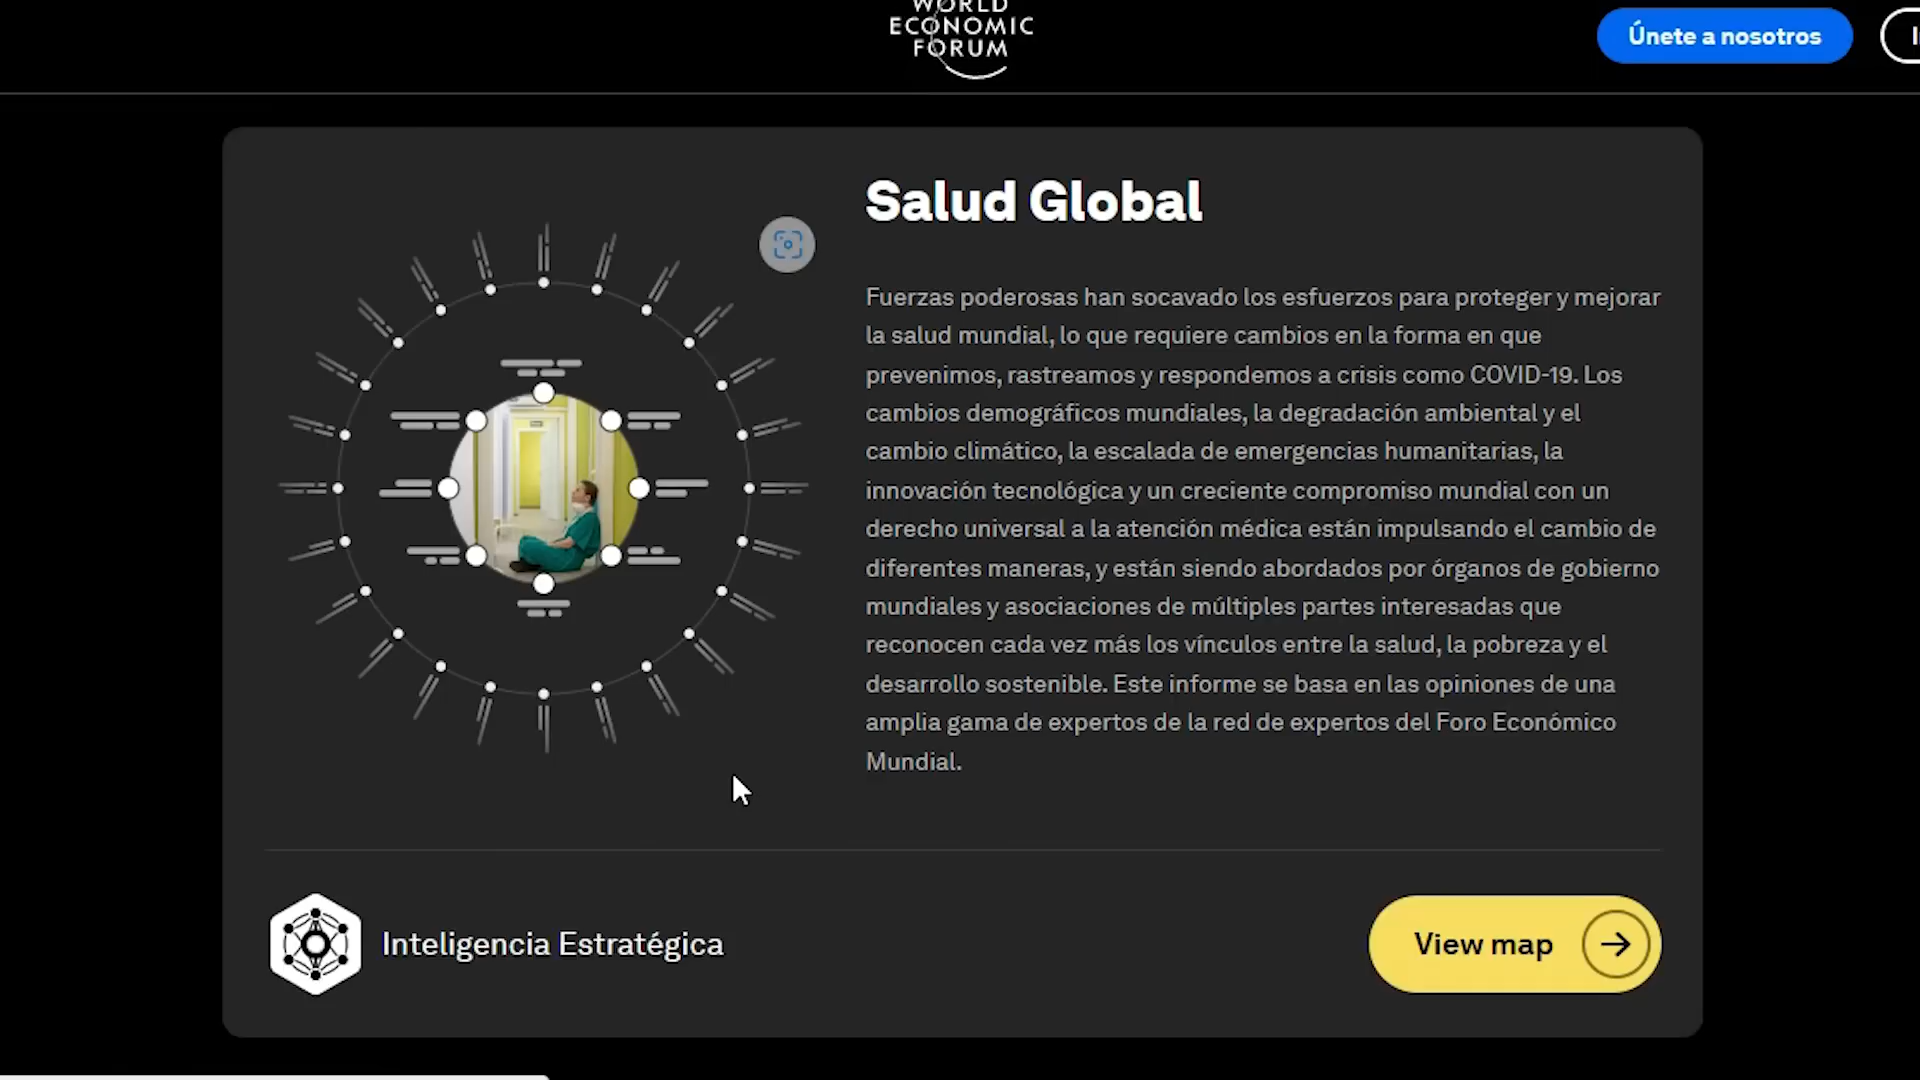 WORLD
ECONOMIC
FORUM
Únete a nosotros
Salud Global
Fuerzas poderosas han socavado los esfuerzos para proteger y mejorar
la salud mundial, lo que requiere cambios en la forma en que
prevenimos, rastreamos y respondemos a crisis como COVID-19. Los
cambios demográficos mundiales, la degradación ambiental y el
cambio climático, la escalada de emergencias humanitarias, la
innovación tecnológica y un creciente compromiso mundial con un
derecho universal a la atención médica están impulsando el cambio de
diferentes maneras, y están siendo abordados por órganos de gobierno
mundiales y asociaciones de múltiples partes interesadas que
reconocen cada vez más los vínculos entre la salud, la pobreza y el
desarrollo sostenible. Este informe se basa en las opiniones de una
amplia gama de expertos de la red de expertos del Foro Económico
Mundial.
Inteligencia Estratégica
View map